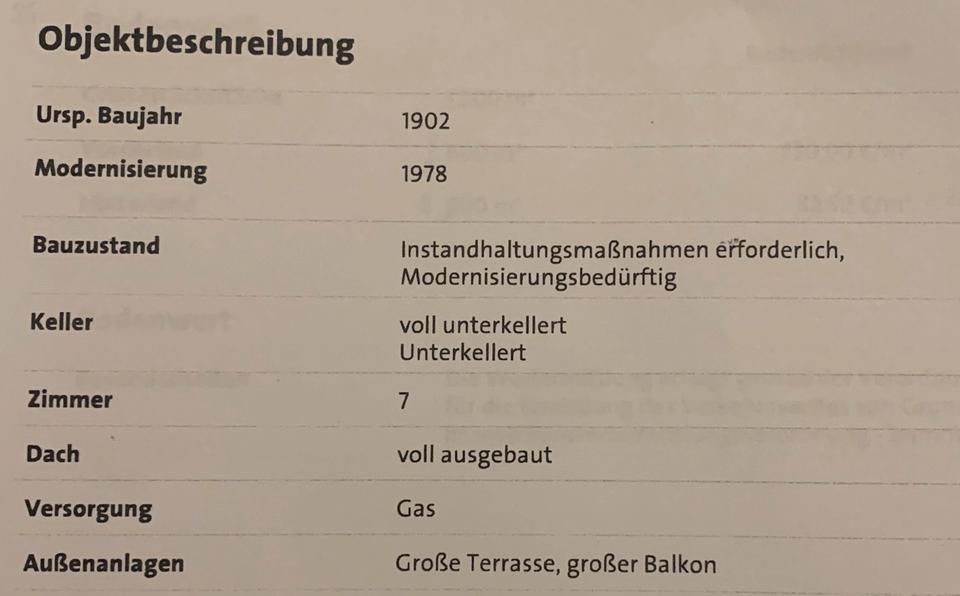 Objektbeschreibung
Ursp. Baujahr 1902
Modernisierung 1978
Bauzustand Instandhaltungsmaßnahmen erforderlich,
Modernisierungsbedürftig
Keller voll unterkellert
Unterkellert
Zimmer 7
Dach voll ausgebaut
Versorgung Gas
Außenanlagen Große Terrasse, großer Balkon